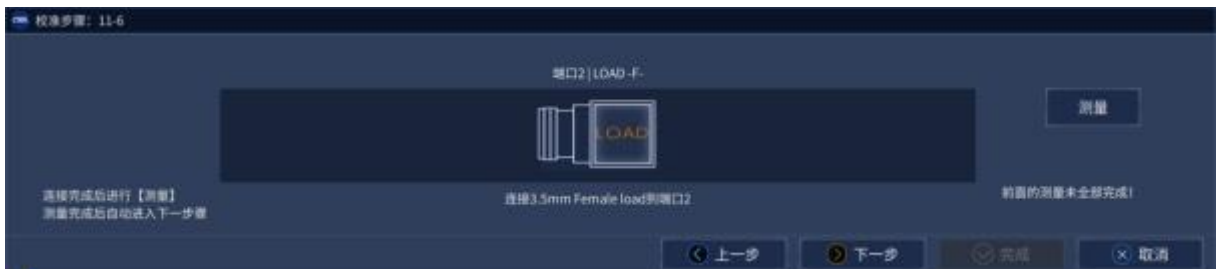 校准步骤: 11-6
端口2 | LOAD -F-
LOAD
测量
连接完成后进行【测量】
测量完成后自动进入下一步骤
连接3.5mm Female load到端口2
前面的测量未全部完成!
上一步
下一步
完成
取消